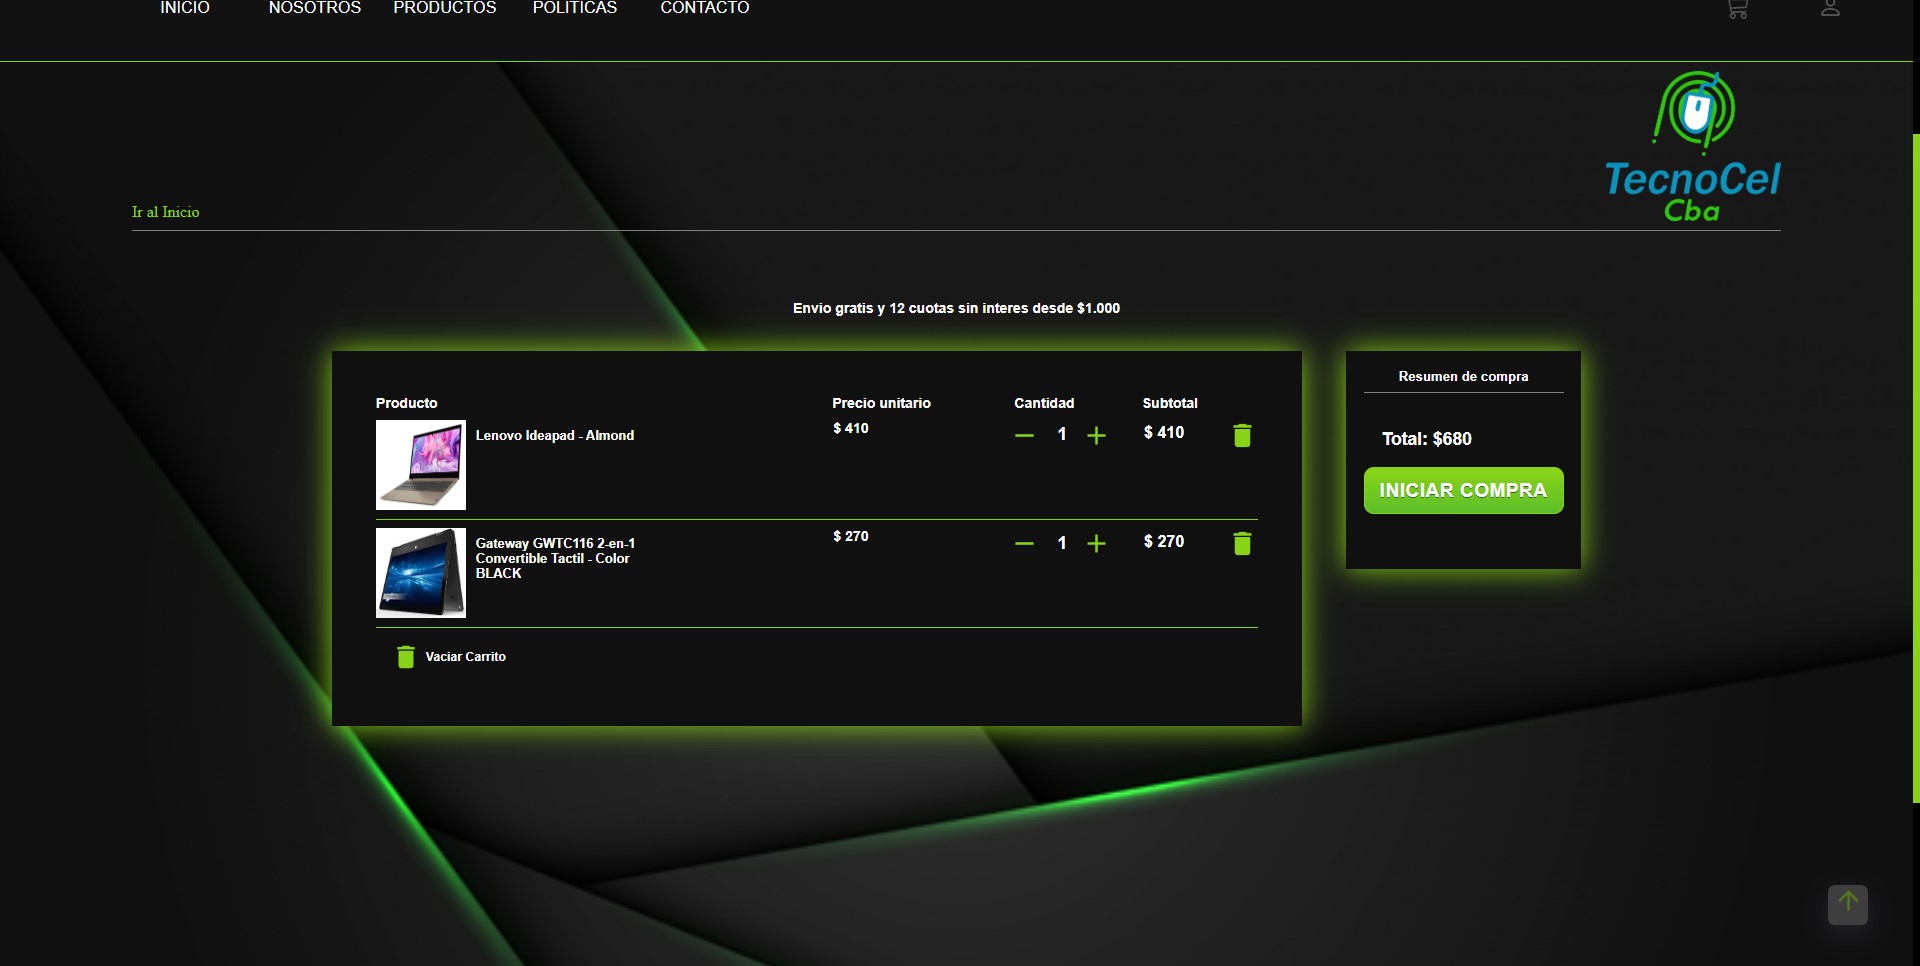 INICIO NOSOTROS PRODUCTOS POLITICAS CONTACTO
TecnoCel
Cba
Ir al Inicio
Envio gratis y 12 cuotas sin interes desde $1.000
Producto Precio unitario Cantidad Subtotal
Lenovo Ideapad - Almond $ 410 1 $ 410
Gateway GWTC116 2-en-1 $ 270 1 $ 270
Convertible Tactil - Color
BLACK
Vaciar Carrito
Resumen de compra
Total: $680
INICIAR COMPRA